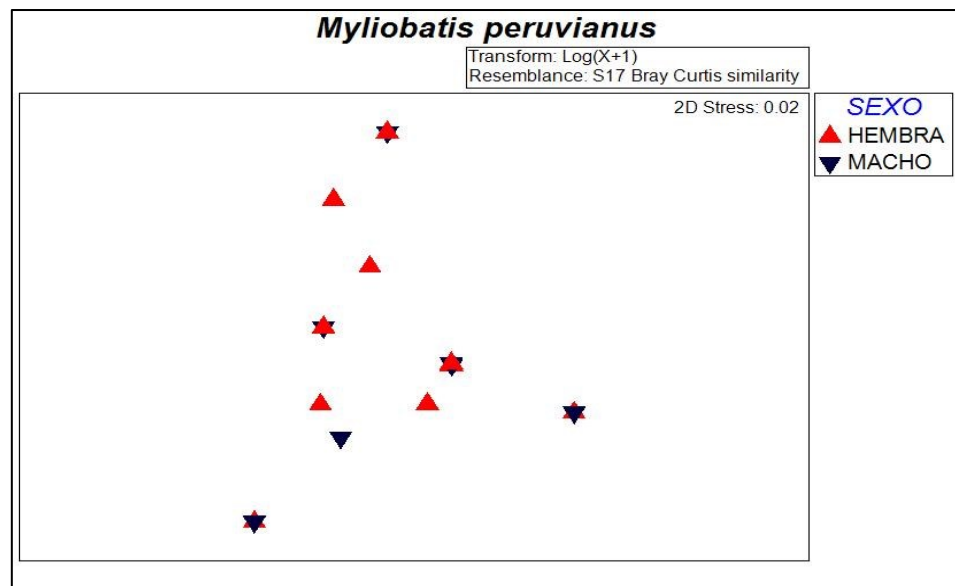 Myliobatis peruvianus
Transform: Log(X+1)
Resemblance: S17 Bray Curtis similarity
2D Stress: 0.02
SEXO
HEMBRA
MACHO